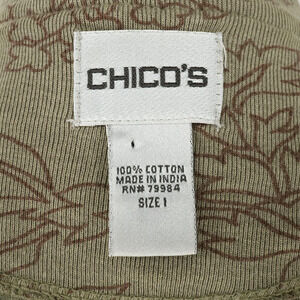 CHICO'S
100% COTTON
MADE IN INDIA
RN# 79984
SIZE 1